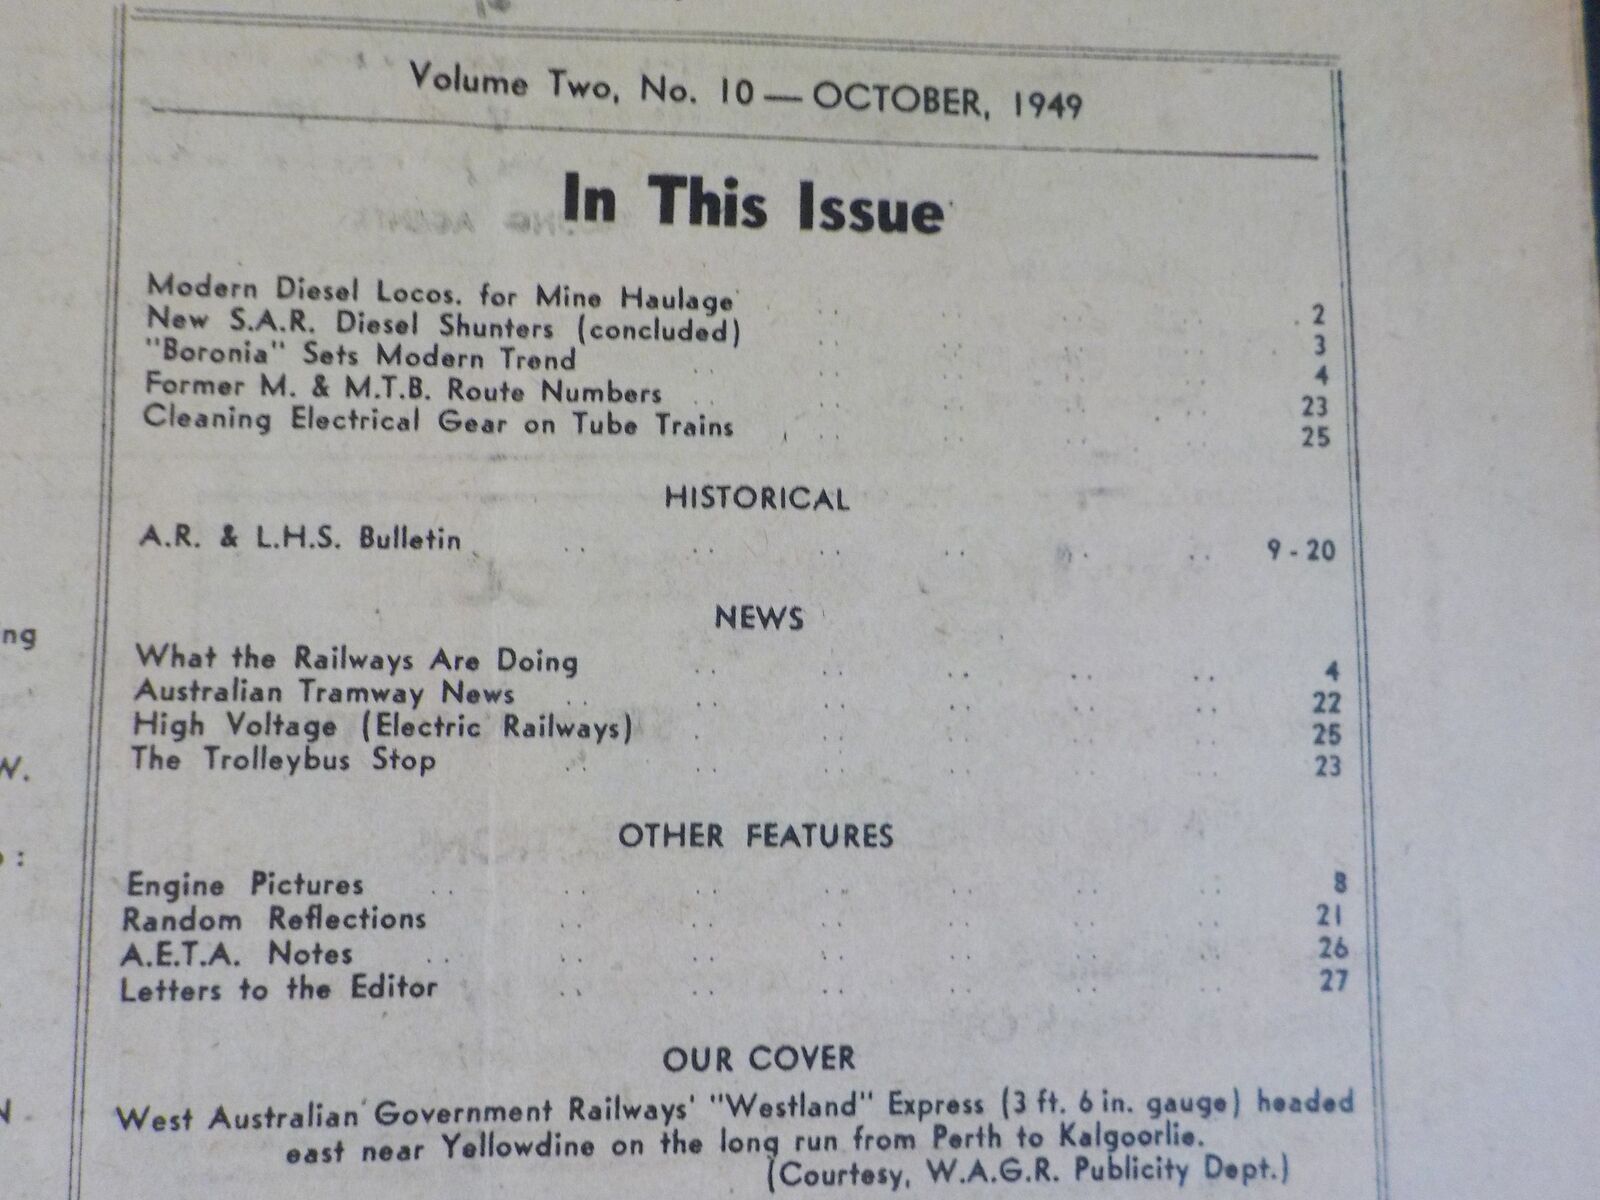 Volume Two, No. 10 — OCTOBER, 1949
In This Issue
Modern Diesel Locos. for Mine Haulage .. .. .. . 2
New S.A.R. Diesel Shunters (concluded) .. .. .. .. 3
"Boronia" Sets Modern Trend .. .. .. .. .. 4
Former M. & M.T.B. Route Numbers .. .. .. .. .. 23
Cleaning Electrical Gear on Tube Trains .. .. .. 25
HISTORICAL
A.R. & L.H.S. Bulletin .. .. .. .. .. .. 9 - 20
NEWS
What the Railways Are Doing .. .. .. .. .. 4
Australian Tramway News .. .. .. .. .. .. 22
High Voltage (Electric Railways) . .. .. .. .. 25
The Trolleybus Stop .. .. .. .. .. .. 23
OTHER FEATURES
Engine Pictures .. .. .. .. .. .. .. 8
Random Reflections .. .. .. .. .. .. 21
A.E.T.A. Notes .. .. .. .. .. .. .. 26
Letters to the Editor .. .. .. .. .. .. 27
OUR COVER
West Australian Government Railways' "Westland" Express (3 ft. 6 in. gauge) headed
east near Yellowdine on the long run from Perth to Kalgoorlie.
(Courtesy, W.A.G.R. Publicity Dept.)
ng
W.
:
N